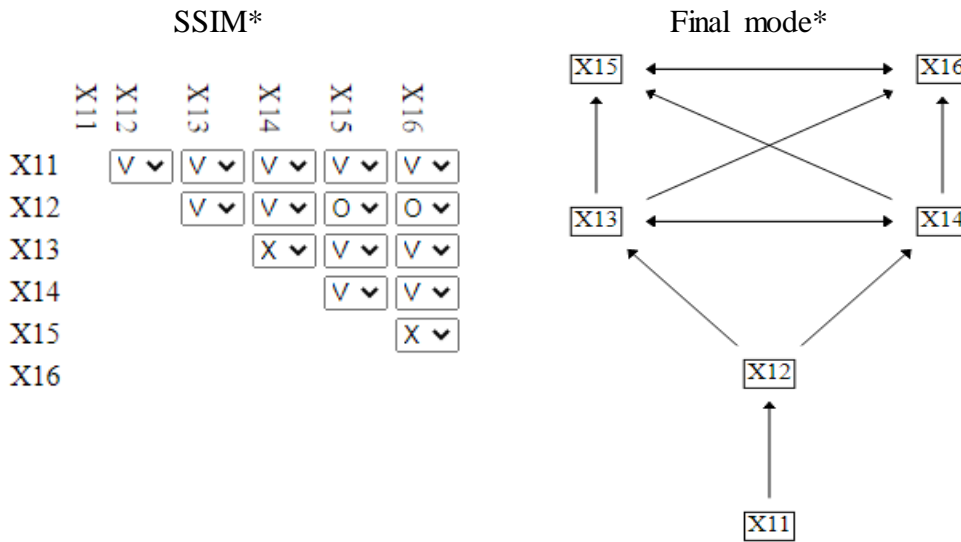 SSIM*
Final mode*
X11 X12 X13 X14 X15 X16
X11 V V V V V
X12 V V O O
X13 X V V
X14 V V
X15 X
X16
X15 X16
X13 X14
X12
X11